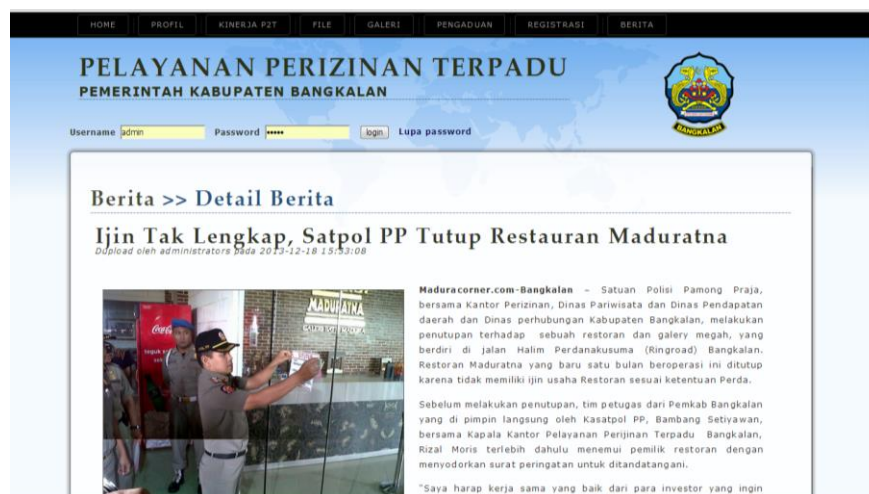 HOME PROFIL KINERJA P2T FILE GALERI PENGADUAN REGISTRASI BERITA
PELAYANAN PERIZINAN TERPADU
PEMERINTAH KABUPATEN BANGKALAN
BANGKALAN
Username admin Password ••••• login Lupa password
Berita >> Detail Berita
Ijin Tak Lengkap, Satpol PP Tutup Restauran Maduratna
Diupload oleh administrators pada 2013-12-18 15:53:08
MADURATNA
Maduracorner.com-Bangkalan – Satuan Polisi Pamong Praja,
bersama Kantor Perizinan, Dinas Pariwisata dan Dinas Pendapatan
daerah dan Dinas perhubungan Kabupaten Bangkalan, melakukan
penutupan terhadap sebuah restoran dan galery megah, yang
berdiri di jalan Halim Perdanakusuma (Ringroad) Bangkalan.
Restoran Maduratna yang baru satu bulan beroperasi ini ditutup
karena tidak memiliki ijin usaha Restoran sesuai ketentuan Perda.
Sebelum melakukan penutupan, tim petugas dari Pemkab Bangkalan
yang di pimpin langsung oleh Kasatpol PP, Bambang Setiyawan,
bersama Kapala Kantor Pelayanan Perijinan Terpadu Bangkalan,
Rizal Moris terlebih dahulu menemui pemilik restoran dengan
menyodorkan surat peringatan untuk ditandatangani.
"Saya harap kerja sama yang baik dari para investor yang ingin